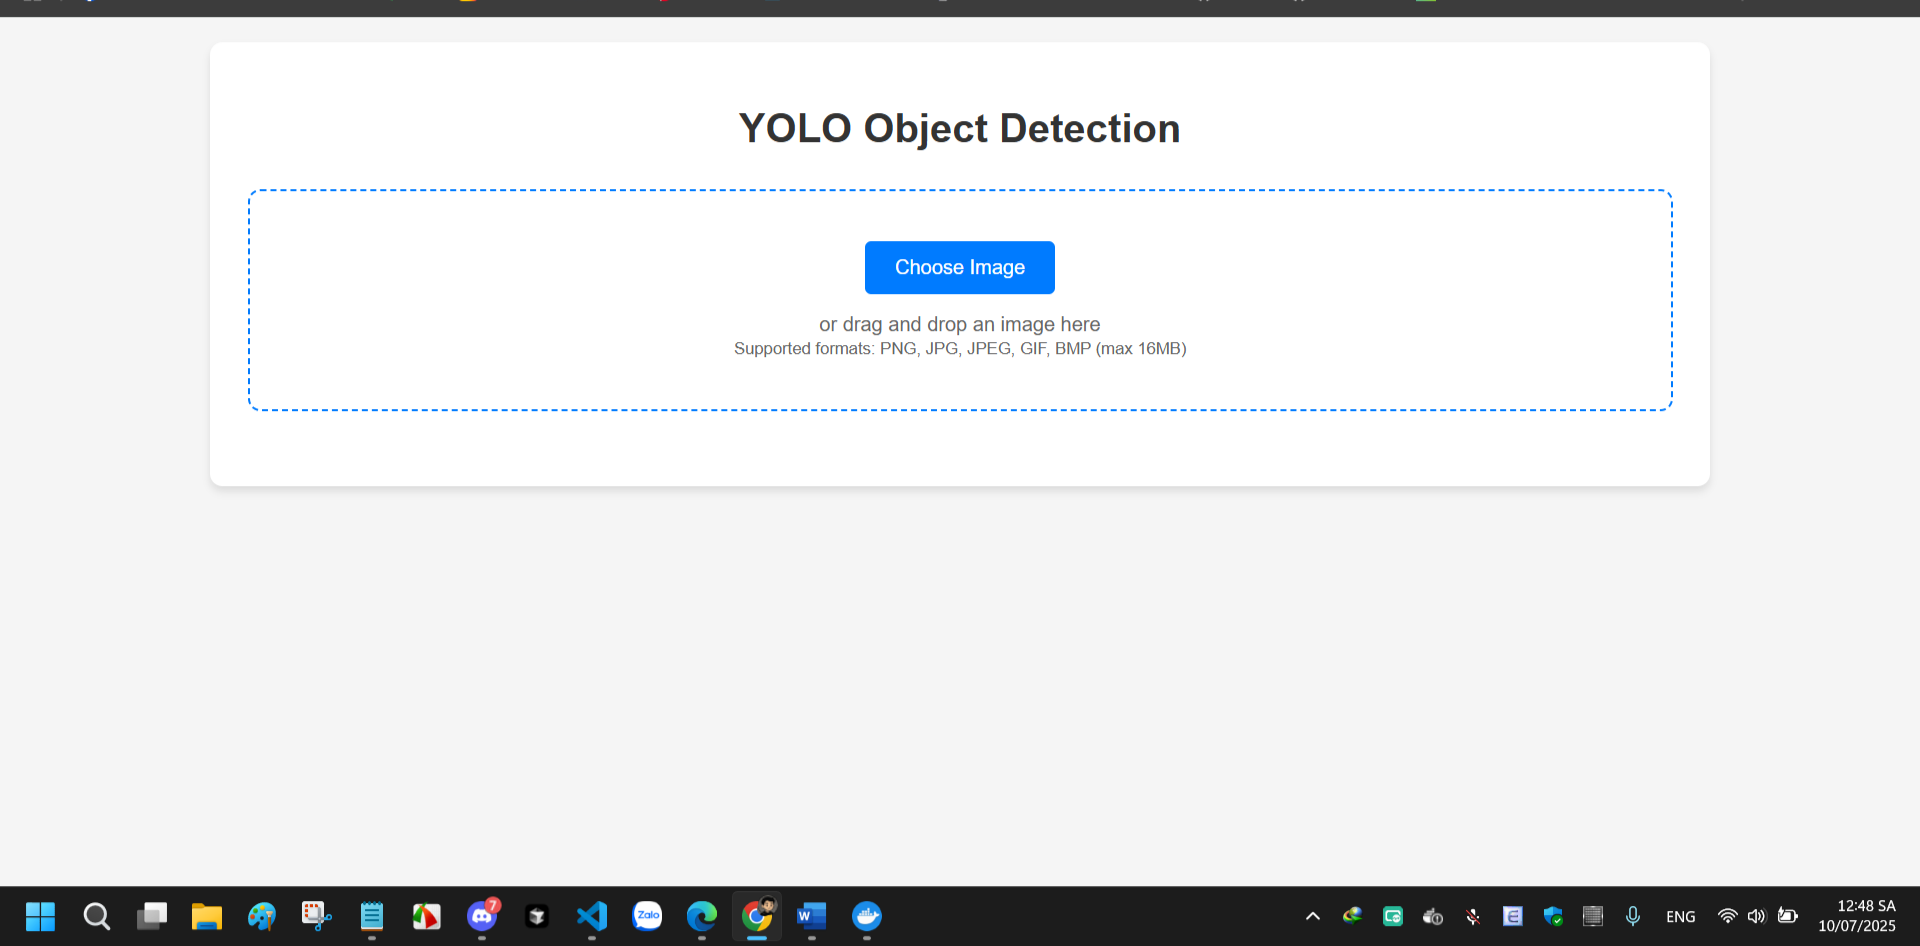 YOLO Object Detection
Choose Image
or drag and drop an image here
Supported formats: PNG, JPG, JPEG, GIF, BMP (max 16MB)
7
Zalo
W
ENG
12:48 SA
10/07/2025